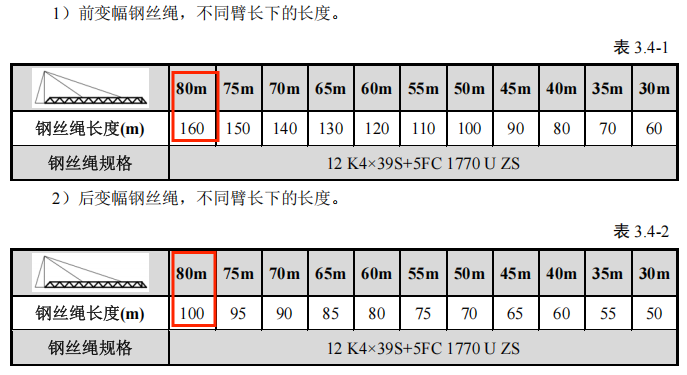 1）前变幅钢丝绳，不同臂长下的长度。
表 3.4-1
80m 75m 70m 65m 60m 55m 50m 45m 40m 35m 30m
钢丝绳长度(m) 160 150 140 130 120 110 100 90 80 70 60
钢丝绳规格 12 K4×39S+5FC 1770 U ZS
2）后变幅钢丝绳，不同臂长下的长度。
表 3.4-2
80m 75m 70m 65m 60m 55m 50m 45m 40m 35m 30m
钢丝绳长度(m) 100 95 90 85 80 75 70 65 60 55 50
钢丝绳规格 12 K4×39S+5FC 1770 U ZS